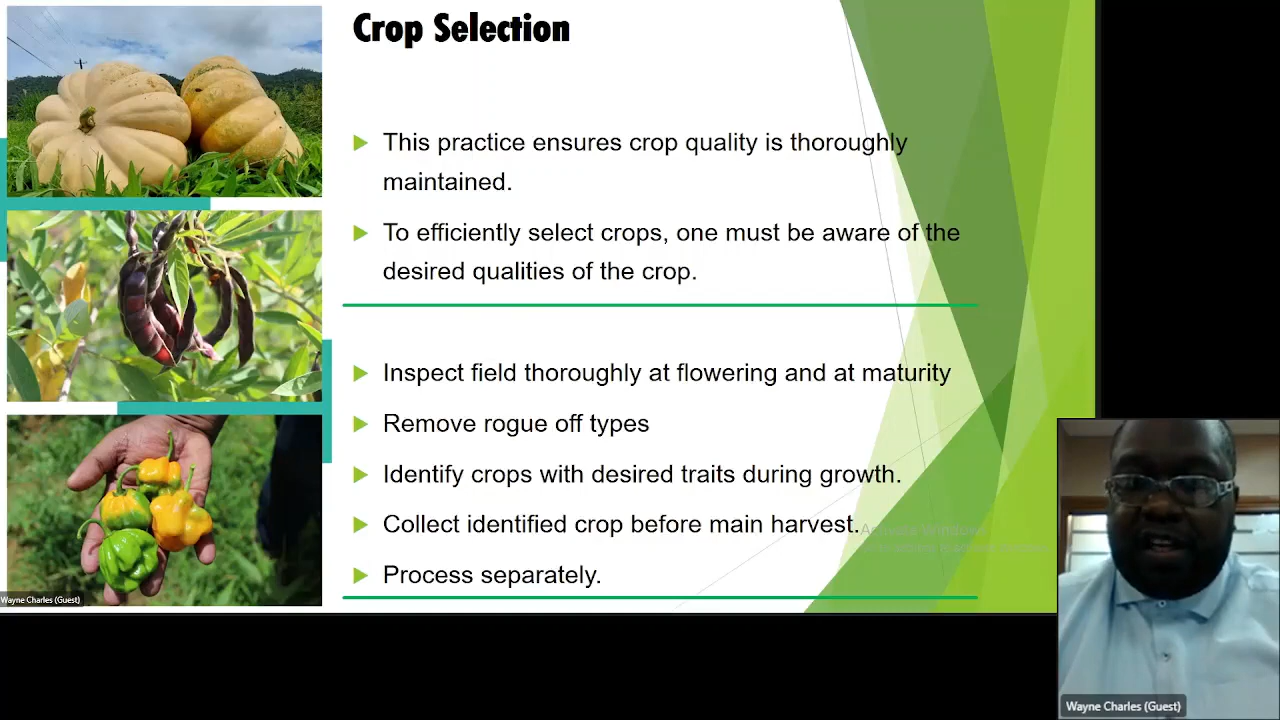 Crop Selection
This practice ensures crop quality is thoroughly
maintained.
To efficiently select crops, one must be aware of the
desired qualities of the crop.
Inspect field thoroughly at flowering and at maturity
Remove rogue off types
Identify crops with desired traits during growth.
Collect identified crop before main harvest.
Activate Windows
Process separately.
Wayne Charles (Guest)
Wayne Charles (Guest)